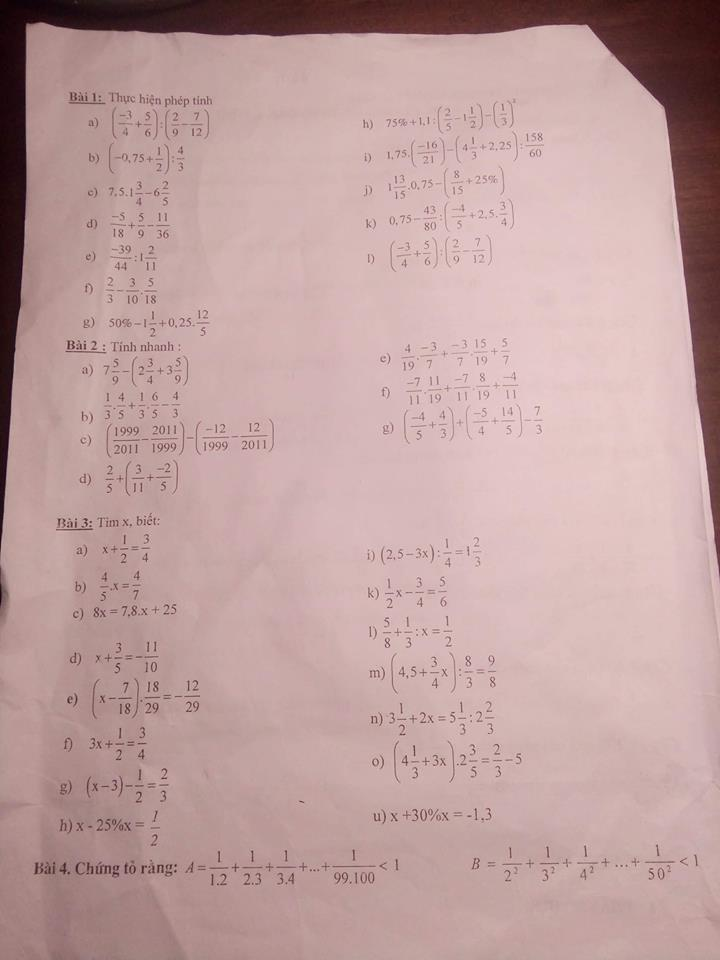 Bài 1: Thực hiện phép tính
a) (-3/4 + 5/6) : (2/9 - 7/12)
b) (-0,75 + 1/2) : 4/3
c) 7,5.1 3/4 - 6 2/5
d) -5/18 + 5/9 - 11/36
e) -39/44 : 1 2/11
f) 2/3 - 3/10 . 5/18
g) 50% - 1 1/2 + 0,25. 12/5
h) 75% + 1,1 : (2/5 - 1 1/2) - (1/3)²
i) 1,75.(-16/21) - (4 1/3 + 2,25) : 158/60
j) 1 13/15 .0,75 - (8/15 + 25%)
k) 0,75 - 43/80 : (-4/5 + 2,5. 3/4)
l) (-3/4 + 5/6) : (2/9 - 7/12)
Bài 2 : Tính nhanh :
a) 7 5/9 - (2 3/4 + 3 5/9)
b) 1/3 . 4/5 + 1/3 . 6/5 - 4/3
c) (1999/2011 - 2011/1999) - (-12/1999 - 12/2011)
d) 2/5 + (3/11 + -2/5)
e) 4/19 . -3/7 + -3/7 . 15/19 + 5/7
f) -7/11 . 11/19 + -7/11 . 8/19 + -4/11
g) (-4/5 + 4/3) + (-5/4 + 14/5) - 7/3
Bài 3: Tìm x, biết:
a) x + 1/2 = 3/4
b) 4/5 .x = 4/7
c) 8x = 7,8.x + 25
d) x + 3/5 = - 11/10
e) (x - 7/18) . 18/29 = - 12/29
f) 3x + 1/2 = 3/4
g) (x - 3) - 1/2 = 2/3
h) x - 25%x = 1/2
i) (2,5 - 3x) : 1/4 = 1 2/3
k) 1/2 x - 3/4 = 5/6
l) 5/8 + 1/3 : x = 1/2
m) (4,5 + 3/4 x) : 8/3 = 9/8
n) 3 1/2 + 2x = 5 1/3 : 2 2/3
o) (4 1/3 + 3x) .2 3/5 = 2/3 - 5
u) x +30%x = -1,3
Bài 4. Chứng tỏ rằng: A = 1/1.2 + 1/2.3 + 1/3.4 + ... + 1/99.100 < 1
B = 1/2² + 1/3² + 1/4² + ... + 1/50² < 1